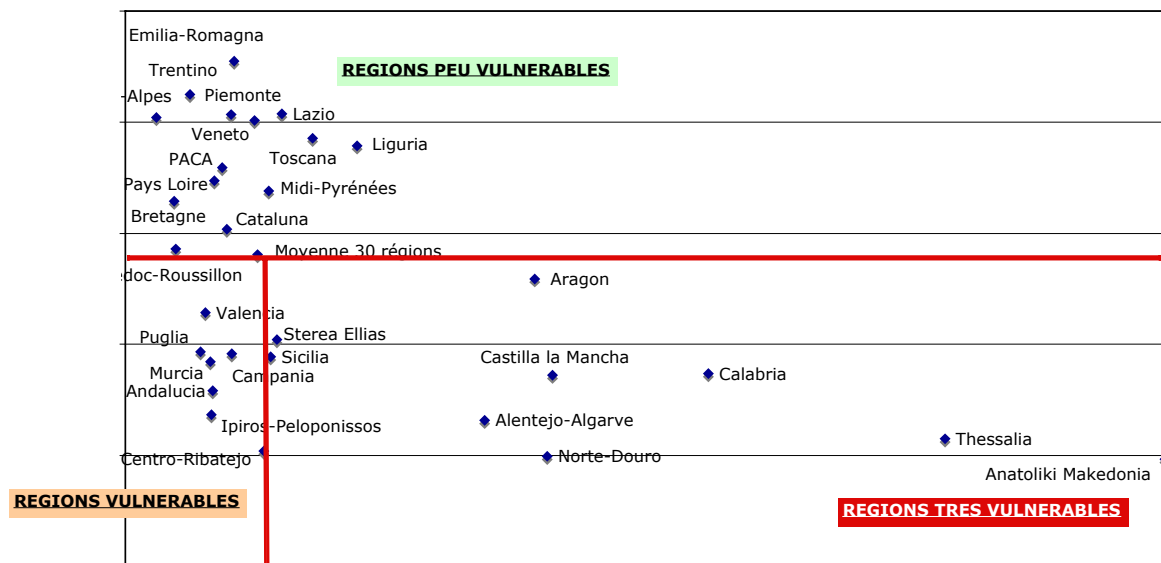 Emilia-Romagna
REGIONS PEU VULNERABLES
Trentino
-Alpes
Piemonte
Lazio
Veneto
Toscana
Liguria
PACA
Pays Loire
Midi-Pyrénées
Bretagne
Cataluna
Moyenne 30 régions
doc-Roussillon
Aragon
Valencia
Puglia
Sterea Ellias
Sicilia
Castilla la Mancha
Murcia
Campania
Calabria
Andalucia
Ipiros-Peloponissos
Alentejo-Algarve
Centro-Ribatejo
Norte-Douro
Thessalia
Anatoliki Makedonia
REGIONS VULNERABLES
REGIONS TRES VULNERABLES